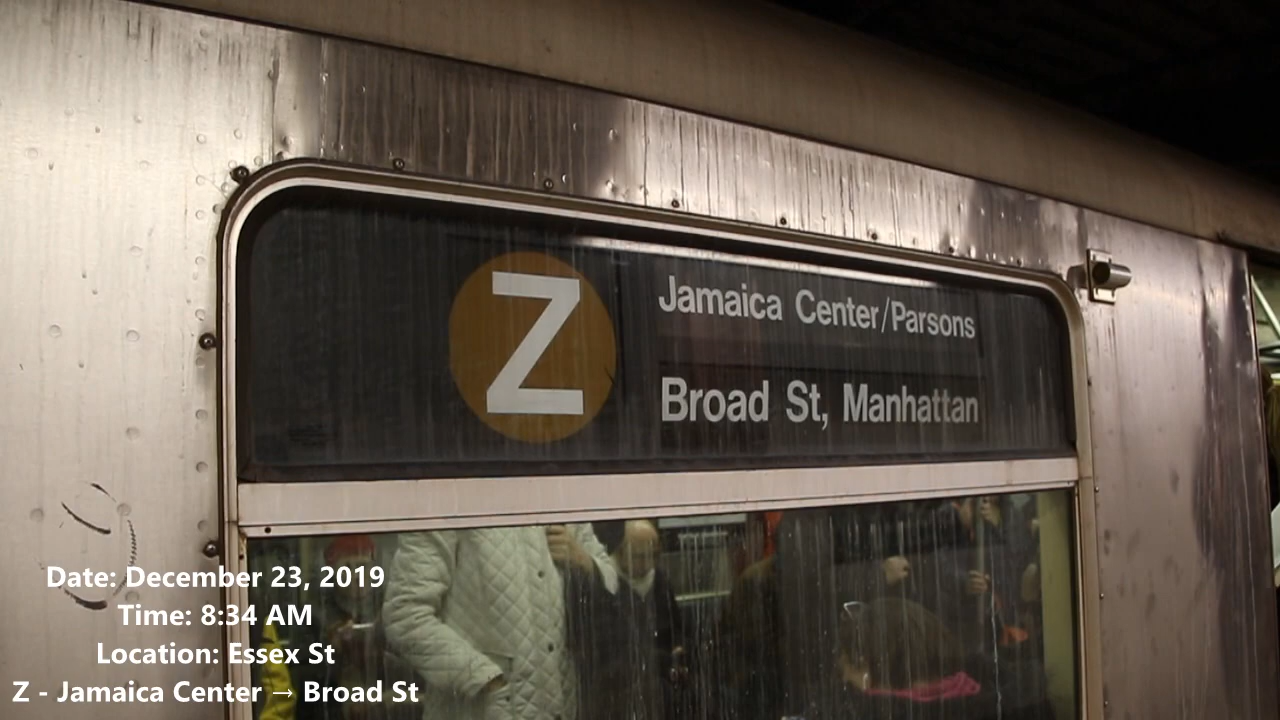 Z
Jamaica Center/Parsons
Broad St, Manhattan
Date: December 23, 2019
Time: 8:34 AM
Location: Essex St
Z - Jamaica Center → Broad St